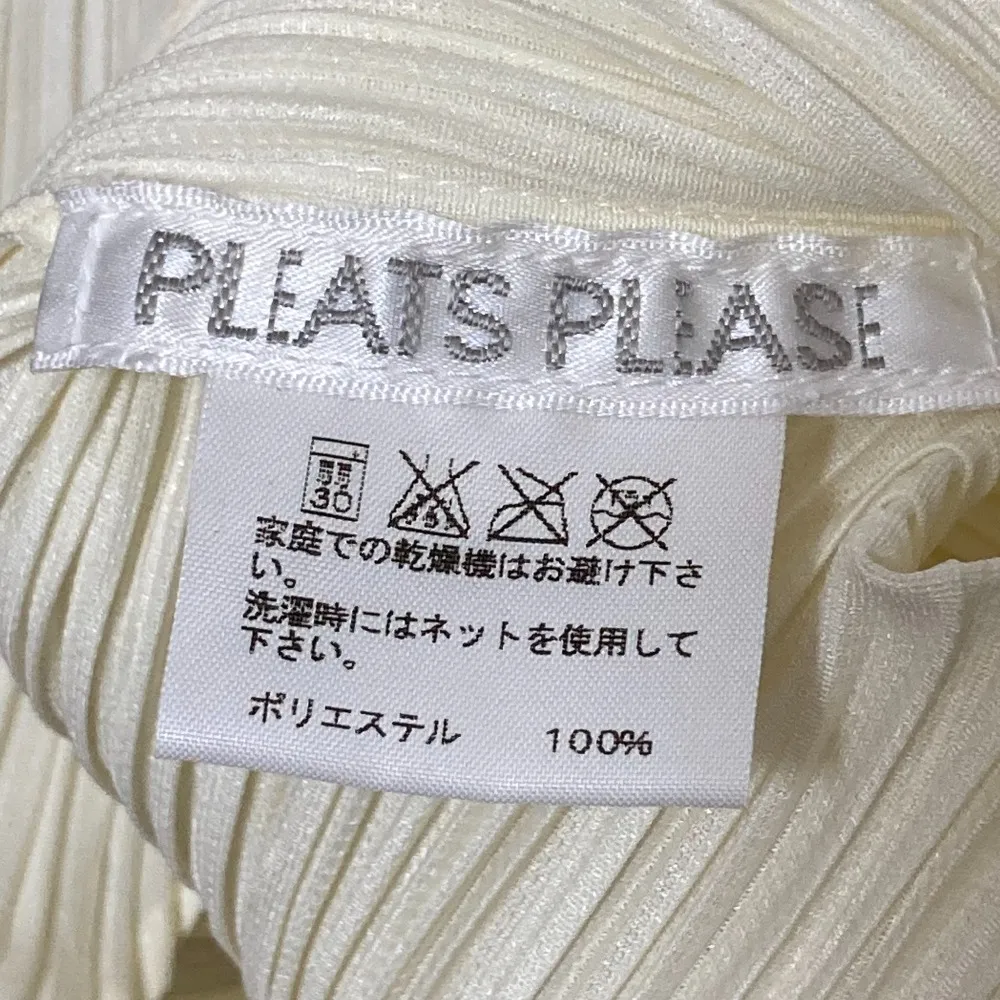 PLEATS PLEASE
30
家庭での乾燥機はお避け下さ
い。
洗濯時にはネットを使用して
下さい。
ポリエステル 100%